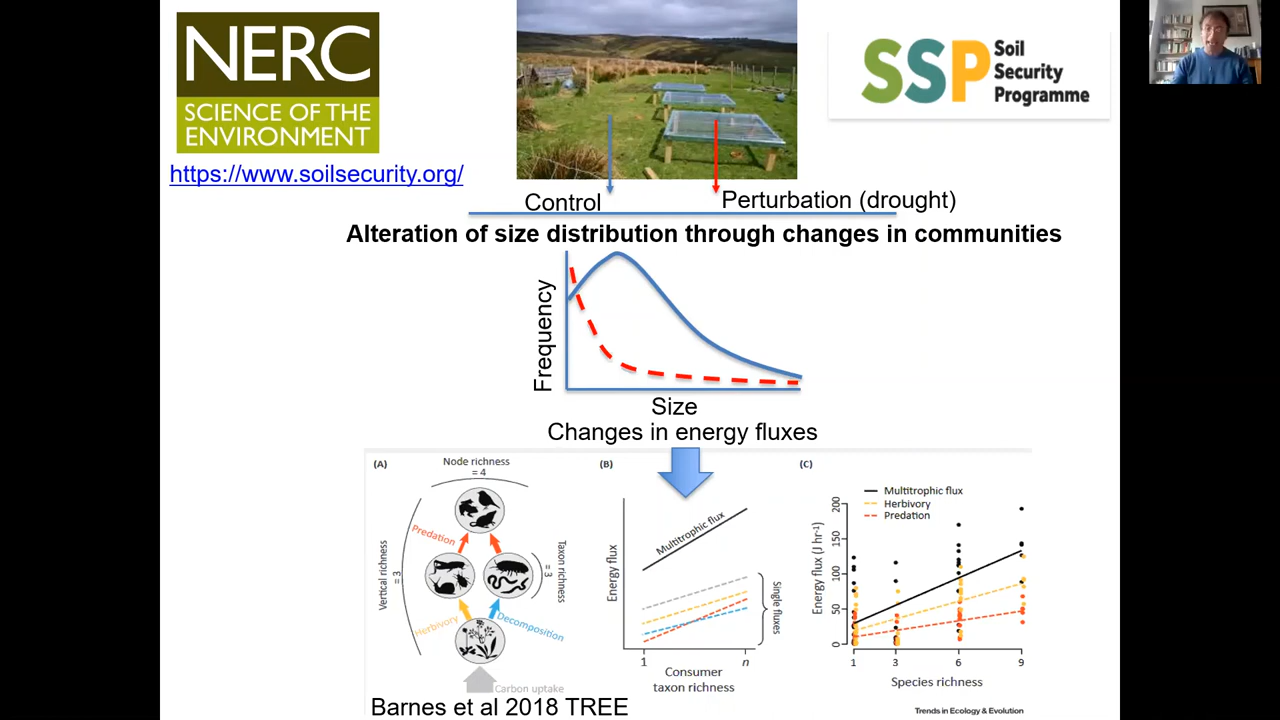 NERC
SCIENCE OF THE
ENVIRONMENT
SSP Soil
Security
Programme
https://www.soilsecurity.org/
Control
Perturbation (drought)
Alteration of size distribution through changes in communities
Frequency
Size
Changes in energy fluxes
(A)
Node richness
= 4
Vertical richness
= 3
Taxon richness
= 3
Predation
Herbivory
Decomposition
Carbon uptake
(B)
Energy flux
Multitrophic flux
Single fluxes
1
n
Consumer
taxon richness
(C)
Multitrophic flux
Herbivory
Predation
Energy flux (J hr⁻¹)
200
150
100
50
0
1 3 6 9
Species richness
Trends in Ecology & Evolution
Barnes et al 2018 TREE